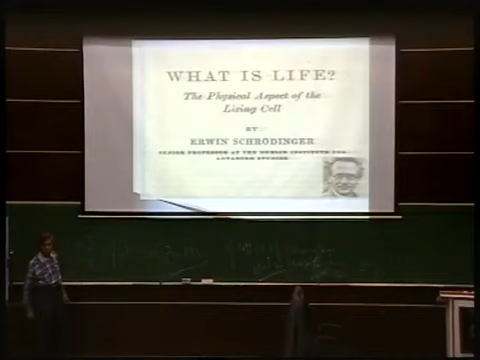 WHAT IS LIFE?
The Physical Aspect of the
Living Cell
BY
ERWIN SCHRODINGER
SENIOR PROFESSOR AT THE DUBLIN INSTITUTE FOR
ADVANCED STUDIES